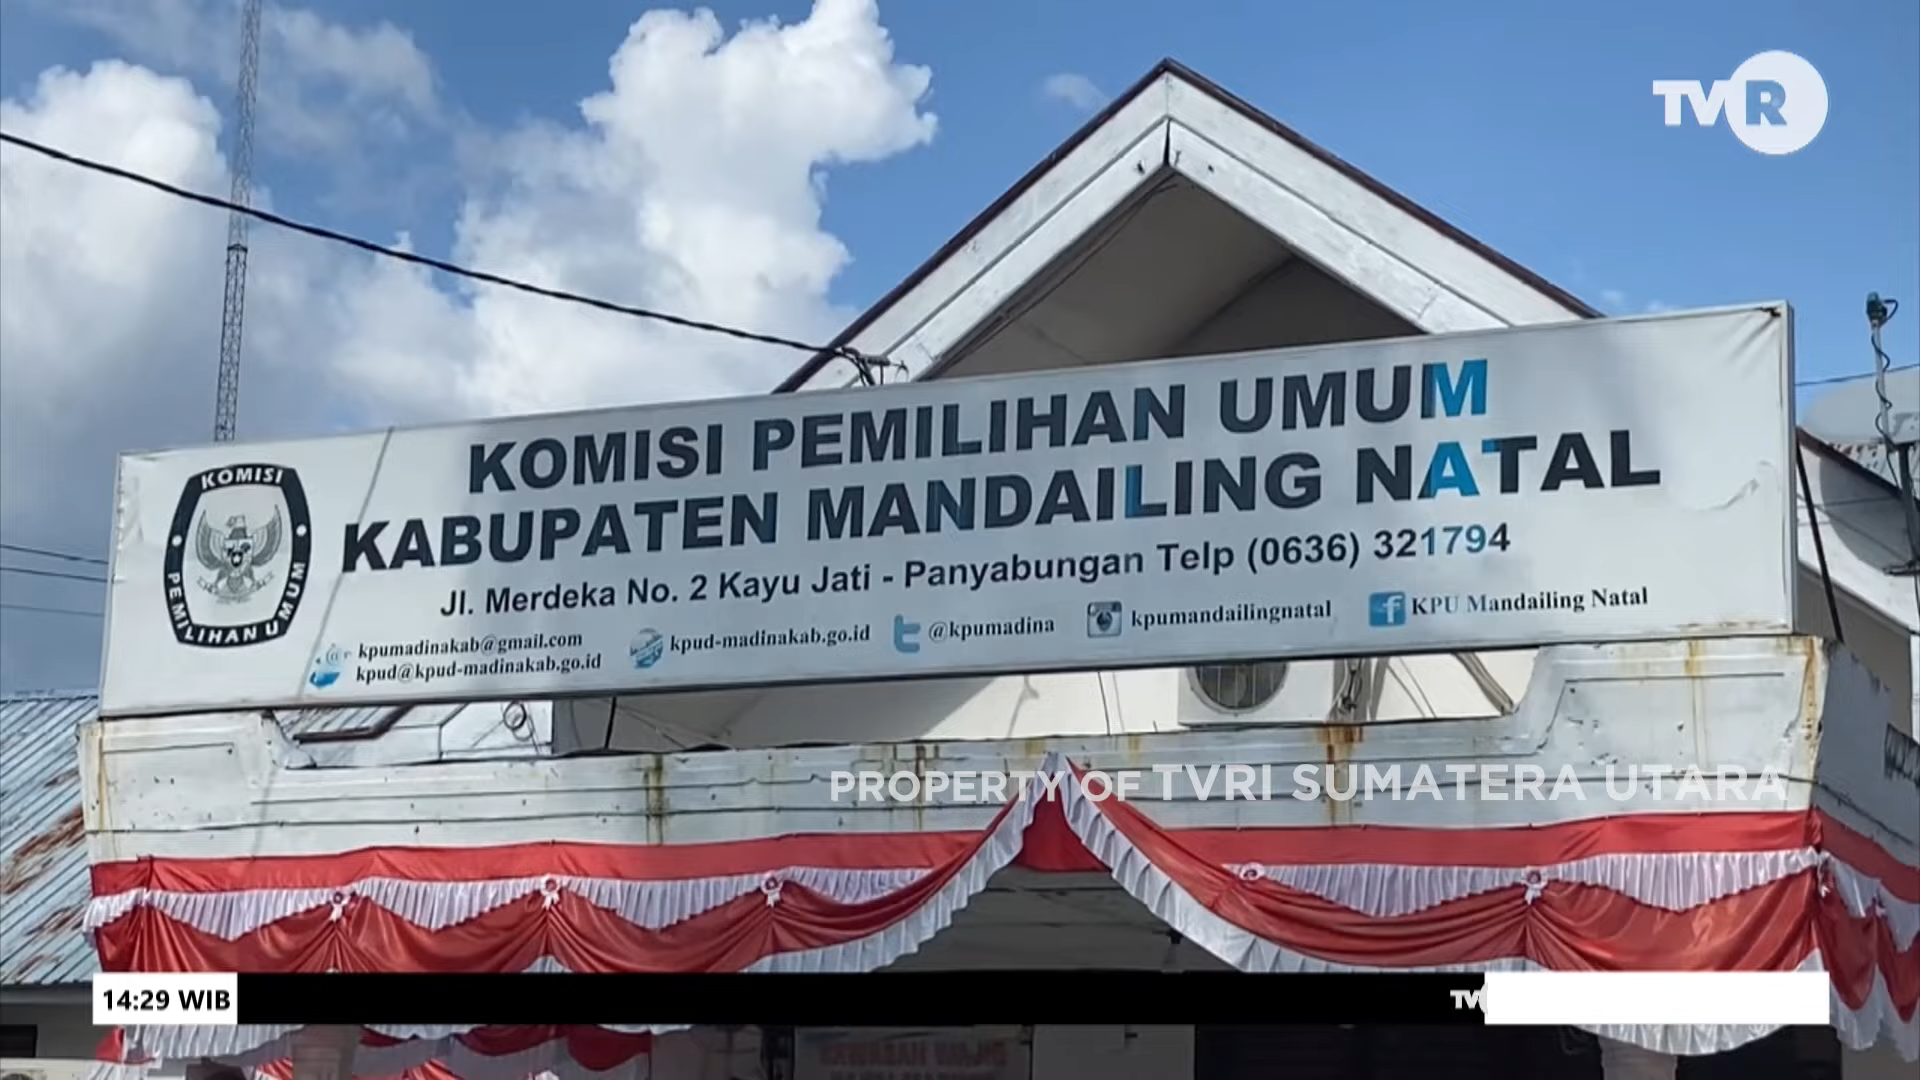 TVR
KOMISI PEMILIHAN UMUM
KABUPATEN MANDAILING NATAL
Jl. Merdeka No. 2 Kayu Jati - Panyabungan Telp (0636) 321794
KOMISI
PEMILIHAN UMUM
kpumadinakab@gmail.com
kpud@kpud-madinakab.go.id
kpud-madinakab.go.id
@kpumadina
kpumandailingnatal
KPU Mandailing Natal
PROPERTY OF TVRI SUMATERA UTARA
14:29 WIB